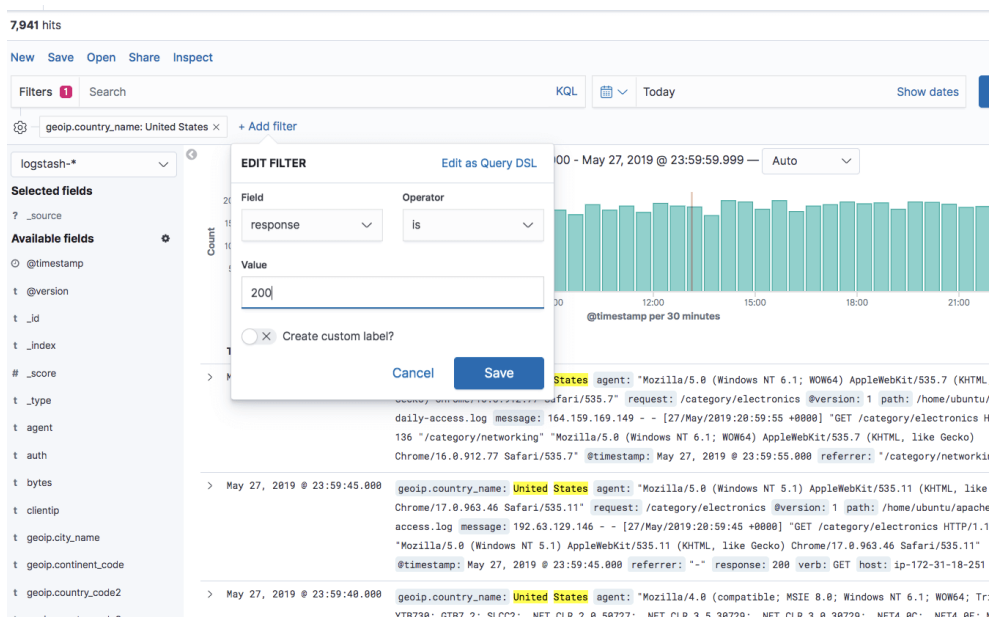 7,941 hits
New Save Open Share Inspect
Filters 1 Search KQL Today Show dates
geoip.country_name: United States × + Add filter
logstash-*
Selected fields
? _source
Available fields
@timestamp
t @version
t _id
t _index
# _score
t _type
t agent
t auth
t bytes
t clientip
t geoip.city_name
t geoip.continent_code
t geoip.country_code2
EDIT FILTER Edit as Query DSL
Field Operator
response is
Value
200
Create custom label?
Cancel Save
00 - May 27, 2019 @ 23:59:59.999 — Auto
Count
12:00 15:00 18:00 21:00
@timestamp per 30 minutes
States agent: "Mozilla/5.0 (Windows NT 6.1; WOW64) AppleWebKit/535.7 (KHTML
Safari/535.7" request: /category/electronics @version: 1 path: /home/ubuntu/
daily-access.log message: 164.159.169.149 - - [27/May/2019:20:59:55 +0000] "GET /category/electronics H
136 "/category/networking" "Mozilla/5.0 (Windows NT 6.1; WOW64) AppleWebKit/535.7 (KHTML, like Gecko)
Chrome/16.0.912.77 Safari/535.7" @timestamp: May 27, 2019 @ 23:59:55.000 referrer: "/category/networkin
May 27, 2019 @ 23:59:45.000 geoip.country_name: United States agent: "Mozilla/5.0 (Windows NT 5.1) AppleWebKit/535.11 (KHTML, like
Chrome/17.0.963.46 Safari/535.11" request: /category/electronics @version: 1 path: /home/ubuntu/apache
access.log message: 192.63.129.146 - - [27/May/2019:20:59:45 +0000] "GET /category/electronics HTTP/1.1
"Mozilla/5.0 (Windows NT 5.1) AppleWebKit/535.11 (KHTML, like Gecko) Chrome/17.0.963.46 Safari/535.11"
@timestamp: May 27, 2019 @ 23:59:45.000 referrer: "-" response: 200 verb: GET host: ip-172-31-18-251
May 27, 2019 @ 23:59:40.000 geoip.country_name: United States agent: "Mozilla/4.0 (compatible; MSIE 8.0; Windows NT 6.1; WOW64; Tri